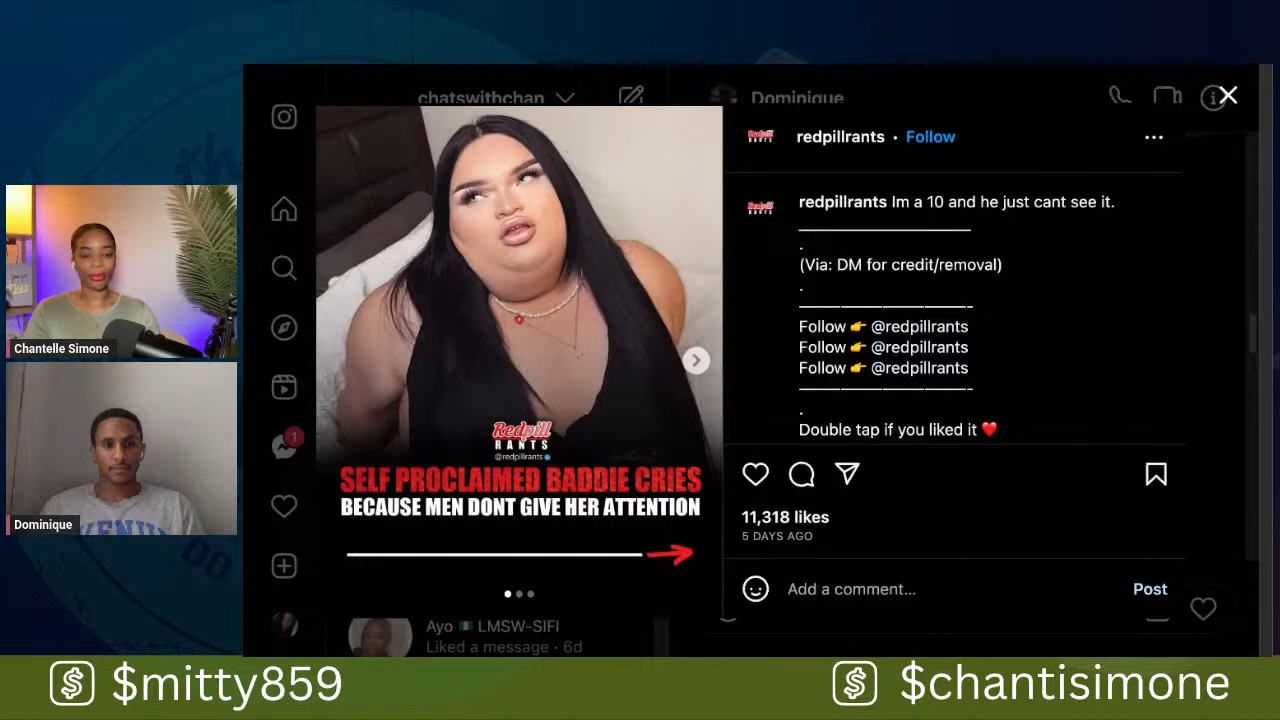 chatswithchan
Dominique
redpillrants • Follow
redpillrants Im a 10 and he just cant see it.
.
(Via: DM for credit/removal)
.
Follow 👉 @redpillrants
Follow 👉 @redpillrants
Follow 👉 @redpillrants
.
Double tap if you liked it ❤️
11,318 likes
5 DAYS AGO
Add a comment...
Post
1
Redpill
RANTS
@redpillrants
SELF PROCLAIMED BADDIE CRIES
BECAUSE MEN DONT GIVE HER ATTENTION
Ayo 🇳🇬 LMSW-SIFI
Liked a message · 6d
Chantelle Simone
Dominique
$mitty859
$chantisimone